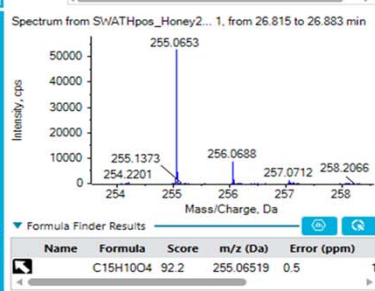 Spectrum from SWATHpos_Honey2... 1, from 26.815 to 26.883 min
255.0653
50000
40000
30000
20000
10000
0
Intensity, cps
255.1373
254.2201
256.0688
257.0712
258.2066
254 255 256 257 258
Mass/Charge, Da
Formula Finder Results
Name Formula Score m/z (Da) Error (ppm)
C15H10O4 92.2 255.06519 0.5 1